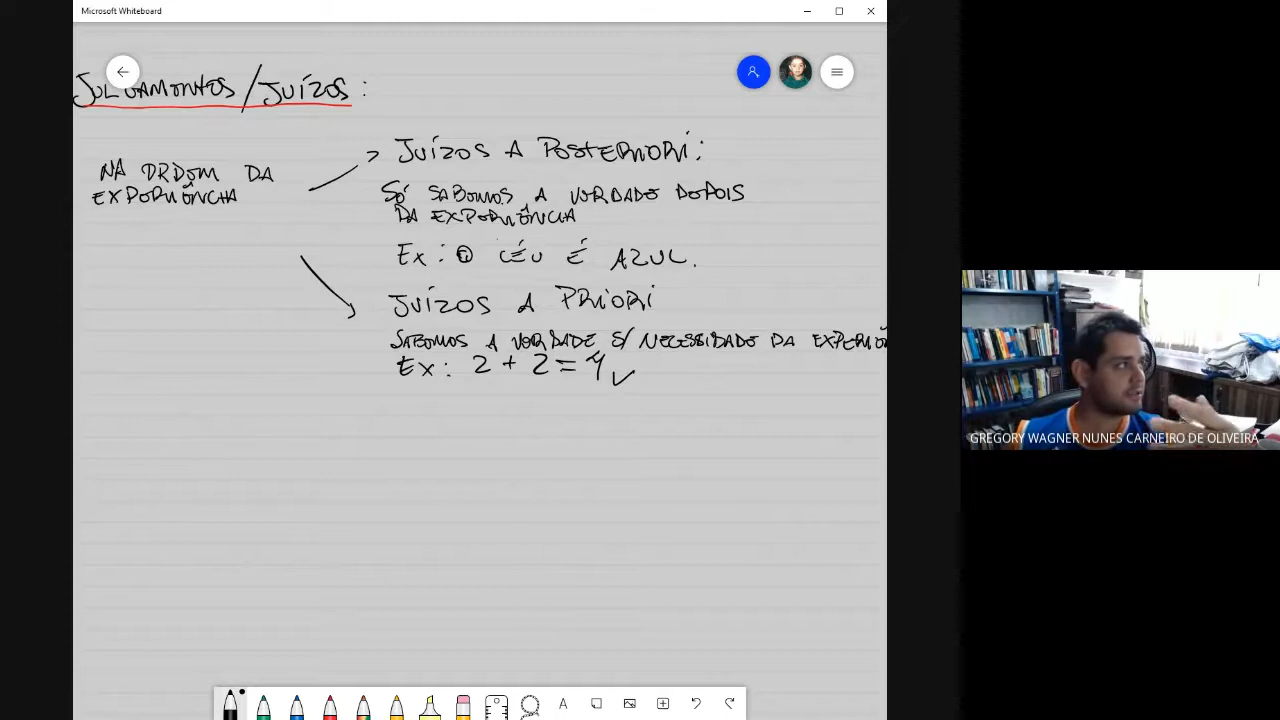 Microsoft Whiteboard
JULGAMENTOS / JUÍZOS :
NA ORDEM DA
EXPERIÊNCIA
> JUÍZOS A POSTERIORI:
SÓ SABEMOS A VERDADE DEPOIS
DA EXPERIÊNCIA
Ex: O CÉU É AZUL.
JUÍZOS A PRIORI
SABEMOS A VERDADE S/ NECESSIDADE DA EXPERIÊ
Ex: 2 + 2 = 4 ✓
GREGORY WAGNER NUNES CARNEIRO DE OLIVEIRA